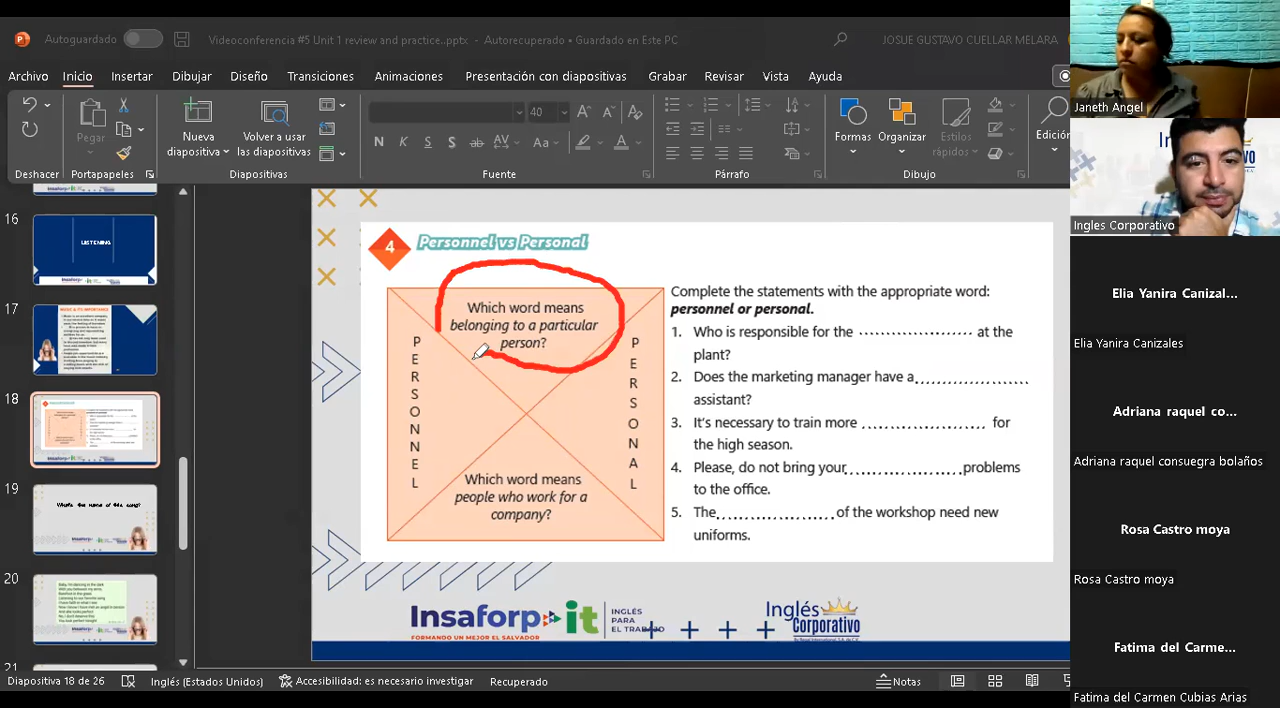 Autoguardado
Videoconferencia #5 Unit 1 review and practice.pptx - Autorecuperado • Guardado en Este PC
JOSUE GUSTAVO CUELLAR MELARA
Archivo Inicio Insertar Dibujar Diseño Transiciones Animaciones Presentación con diapositivas Grabar Revisar Vista Ayuda
Pegar
Nueva
diapositiva
Volver a usar
las diapositivas
40
Formas
Organizar
Estilos
rápidos
Edición
Deshacer
Portapapeles
Diapositivas
Fuente
Párrafo
Dibujo
16
LISTENING
17
18
19
What's the name of this song?
20
21
4
Personnel vs Personal
Which word means
belonging to a particular
person?
PERSONNEL
PERSONAL
Which word means
people who work for a
company?
Complete the statements with the appropriate word:
personnel or personal.
1. Who is responsible for the ........................ at the
plant?
2. Does the marketing manager have a........................
assistant?
3. It's necessary to train more ........................ for
the high season.
4. Please, do not bring your........................problems
to the office.
5. The........................of the workshop need new
uniforms.
Insaforp
FORMANDO UN MEJOR EL SALVADOR
it
INGLÉS
PARA
EL TRABAJO
Inglés
Corporativo
Diapositiva 18 de 26
Inglés (Estados Unidos)
Accesibilidad: es necesario investigar
Recuperado
Notas
Janeth Angel
Ingles Corporativo
Elia Yanira Canizal...
Elia Yanira Canizales
Adriana raquel co...
Adriana raquel consuegra bolaños
Rosa Castro moya
Rosa Castro moya
Fatima del Carme...
Fatima del Carmen Cubias Arias